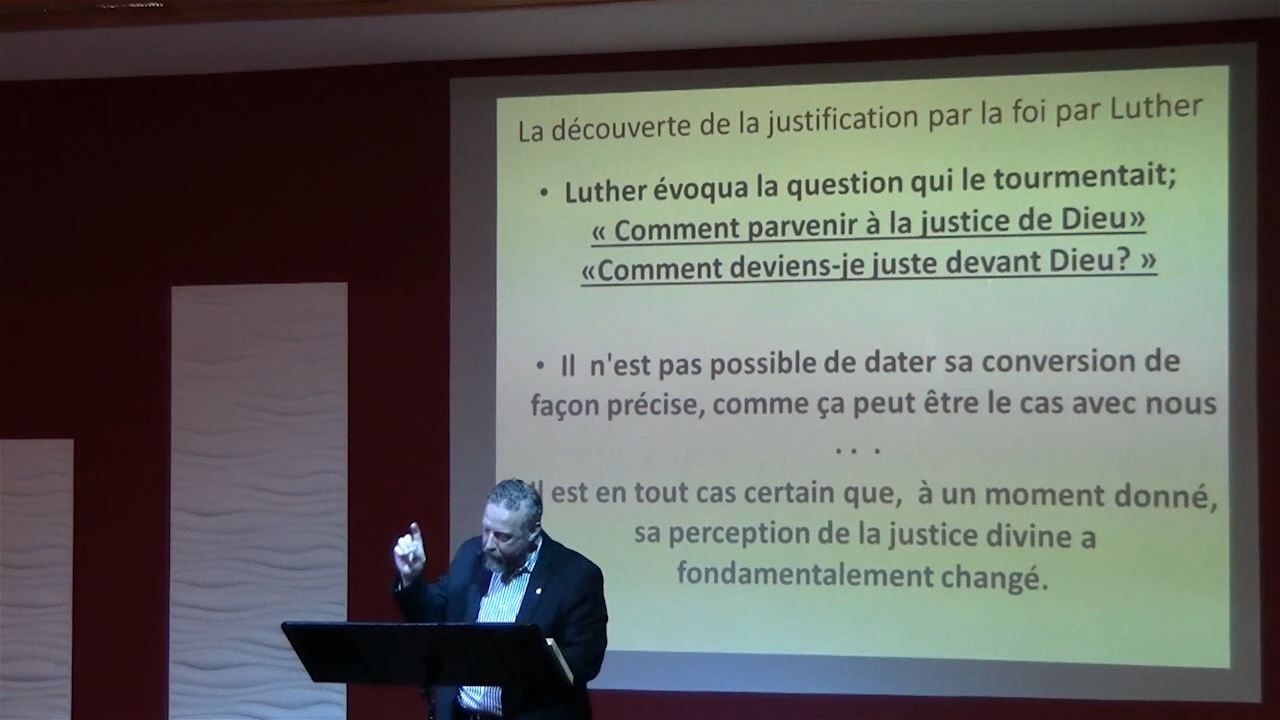 La découverte de la justification par la foi par Luther
• Luther évoqua la question qui le tourmentait;
« Comment parvenir à la justice de Dieu»
«Comment deviens-je juste devant Dieu? »
• Il n'est pas possible de dater sa conversion de
façon précise, comme ça peut être le cas avec nous
. . .
Il est en tout cas certain que, à un moment donné,
sa perception de la justice divine a
fondamentalement changé.